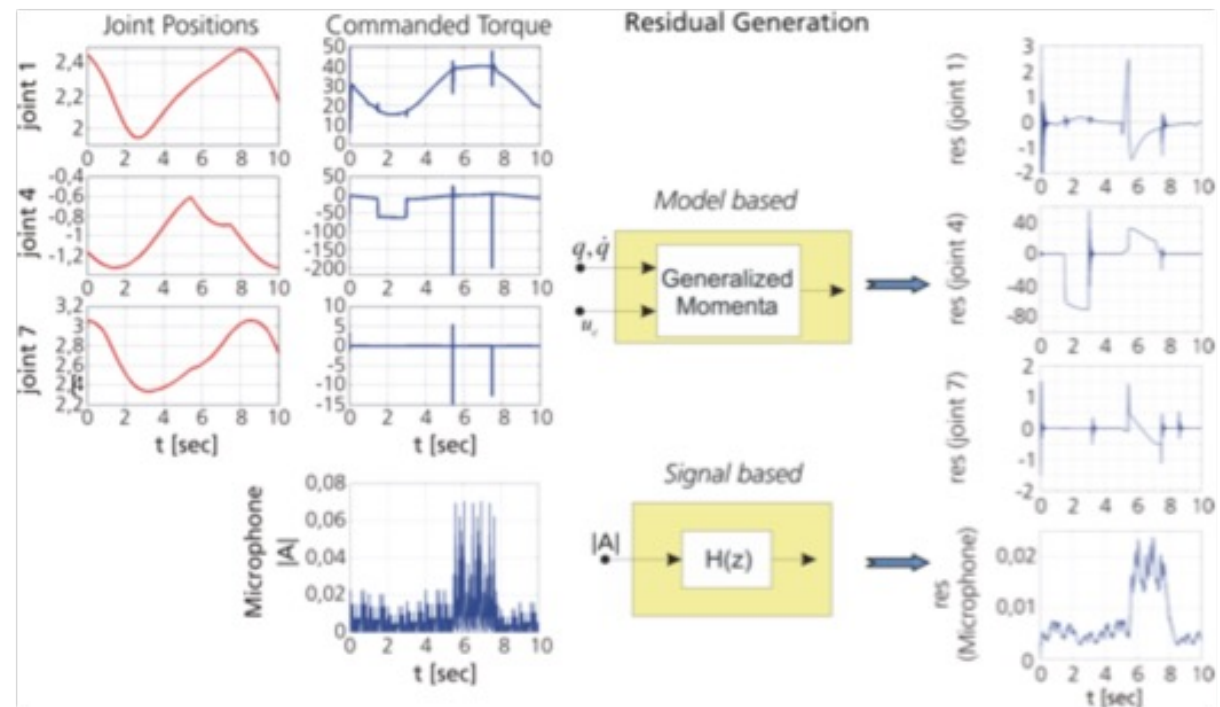 Joint Positions
Commanded Torque
Residual Generation
joint 1
2,4
2,2
2
0 2 4 6 8 10
50
40
30
20
10
0
0 2 4 6 8 10
res (joint 1)
3
2
1
0
-1
-2
0 2 4 6 8 10
joint 4
-0,4
-0,6
-0,8
-1
-1,2
0 2 4 6 8 10
50
0
-50
-100
-150
-200
0 2 4 6 8 10
Model based
q, q̇
Generalized
Momenta
res (joint 4)
40
0
-40
-80
0 2 4 6 8 10
joint 7
3,2
3
2,8
2,6
2,4
2,2
0 2 4 6 8 10
t [sec]
10
5
0
-5
-10
-15
0 2 4 6 8 10
t [sec]
res (joint 7)
2
1
0
-1
-2
0 2 4 6 8 10
Microphone
|A|
0,08
0,06
0,04
0,02
0
0 2 4 6 8 10
t [sec]
Signal based
|A|
H(z)
res
(Microphone)
0,02
0,01
0
0 2 4 6 8 10
t [sec]